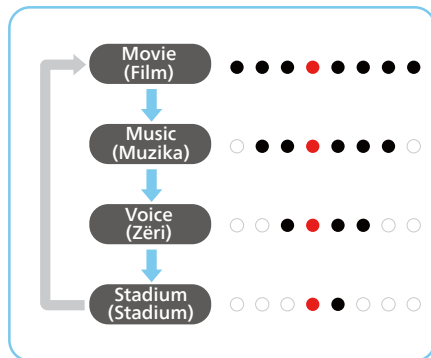 Movie
(Film)
Music
(Muzika)
Voice
(Zëri)
Stadium
(Stadium)